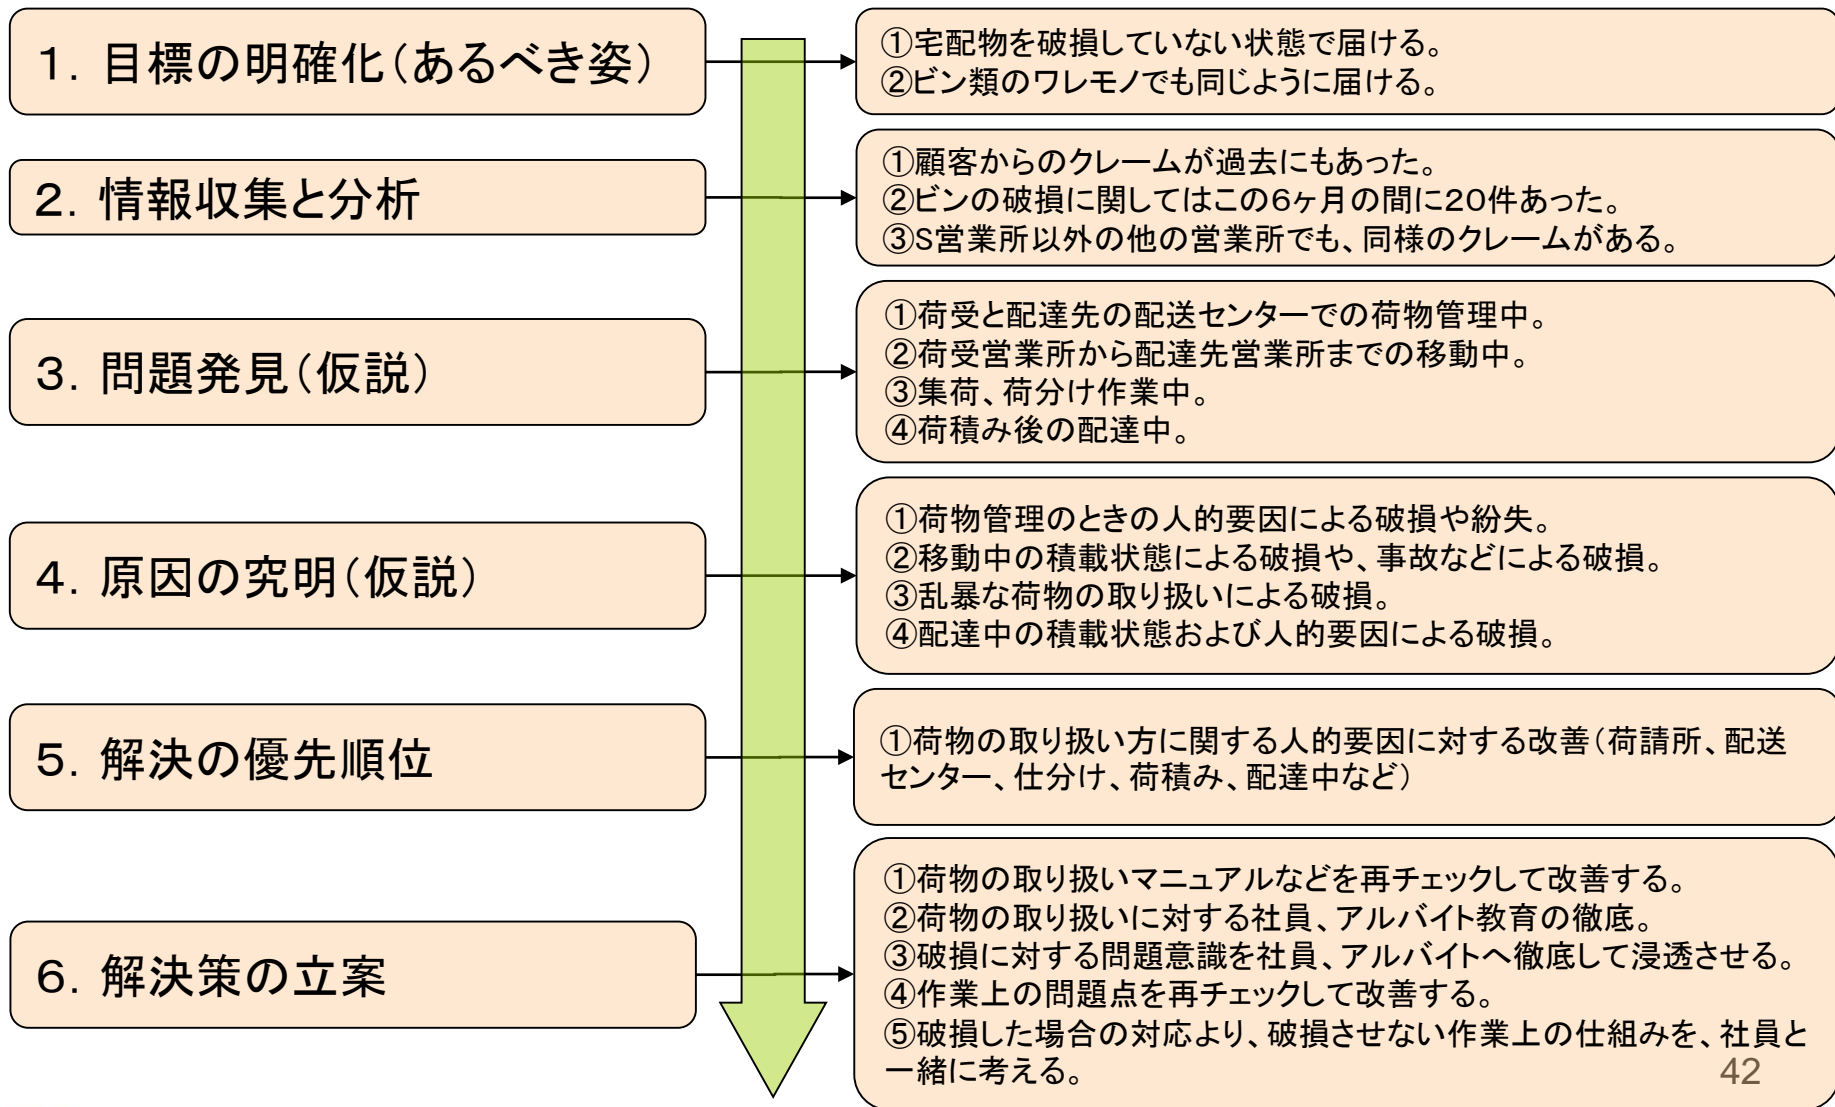 １．目標の明確化（あるべき姿）
①宅配物を破損していない状態で届ける。
②ビン類のワレモノでも同じように届ける。
２．情報収集と分析
①顧客からのクレームが過去にもあった。
②ビンの破損に関してはこの６ヶ月の間に２０件あった。
③S営業所以外の他の営業所でも、同様のクレームがある。
３．問題発見（仮説）
①荷受と配達先の配送センターでの荷物管理中。
②荷受営業所から配達先営業所までの移動中。
③集荷、荷分け作業中。
④荷積み後の配達中。
４．原因の究明（仮説）
①荷物管理のときの人的要因による破損や紛失。
②移動中の積載状態による破損や、事故などによる破損。
③乱暴な荷物の取り扱いによる破損。
④配達中の積載状態および人的要因による破損。
５．解決の優先順位
①荷物の取り扱い方に関する人的要因に対する改善（荷請所、配送
センター、仕分け、荷積み、配達中など）
６．解決策の立案
①荷物の取り扱いマニュアルなどを再チェックして改善する。
②荷物の取り扱いに対する社員、アルバイト教育の徹底。
③破損に対する問題意識を社員、アルバイトへ徹底して浸透させる。
④作業上の問題点を再チェックして改善する。
⑤破損した場合の対応より、破損させない作業上の仕組みを、社員と
一緒に考える。
42